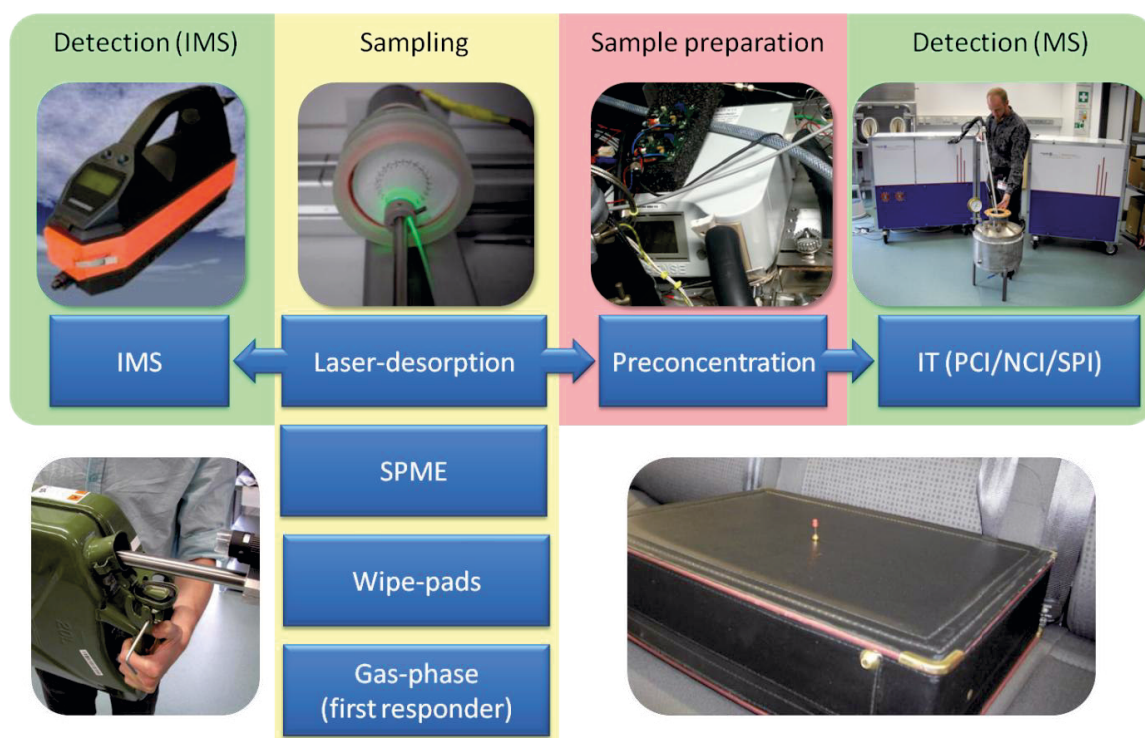 Detection (IMS)
Sampling
Sample preparation
Detection (MS)
IMS
Laser-desorption
Preconcentration
IT (PCI/NCI/SPI)
SPME
Wipe-pads
Gas-phase
(first responder)